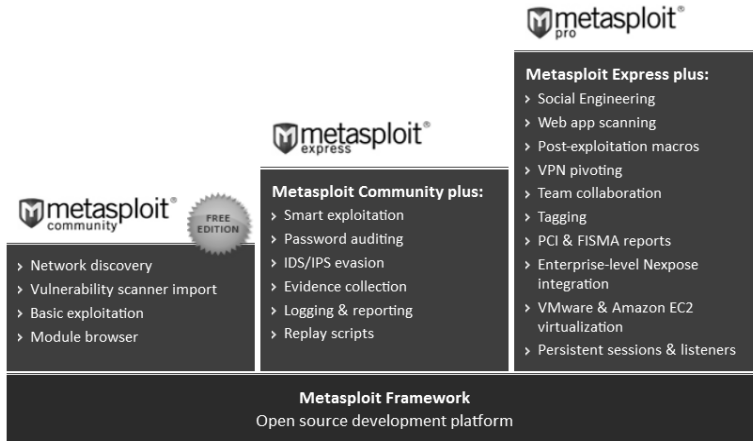 metasploit®
community
FREE
EDITION
› Network discovery
› Vulnerability scanner import
› Basic exploitation
› Module browser
metasploit®
express
Metasploit Community plus:
› Smart exploitation
› Password auditing
› IDS/IPS evasion
› Evidence collection
› Logging & reporting
› Replay scripts
metasploit®
pro
Metasploit Express plus:
› Social Engineering
› Web app scanning
› Post-exploitation macros
› VPN pivoting
› Team collaboration
› Tagging
› PCI & FISMA reports
› Enterprise-level Nexpose
integration
› VMware & Amazon EC2
virtualization
› Persistent sessions & listeners
Metasploit Framework
Open source development platform